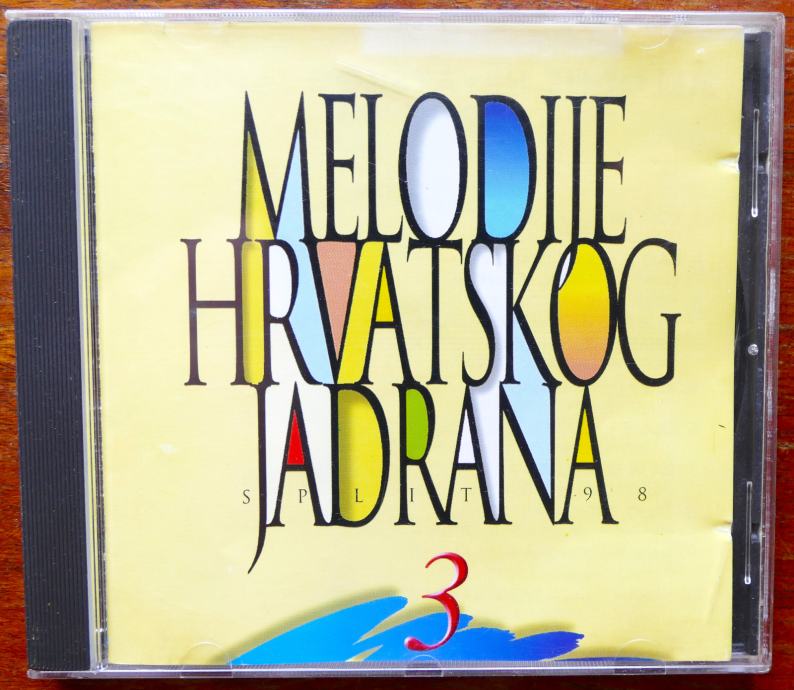 MELODIJE
HRVATSKOG
JADRANA
SPLIT 98
3